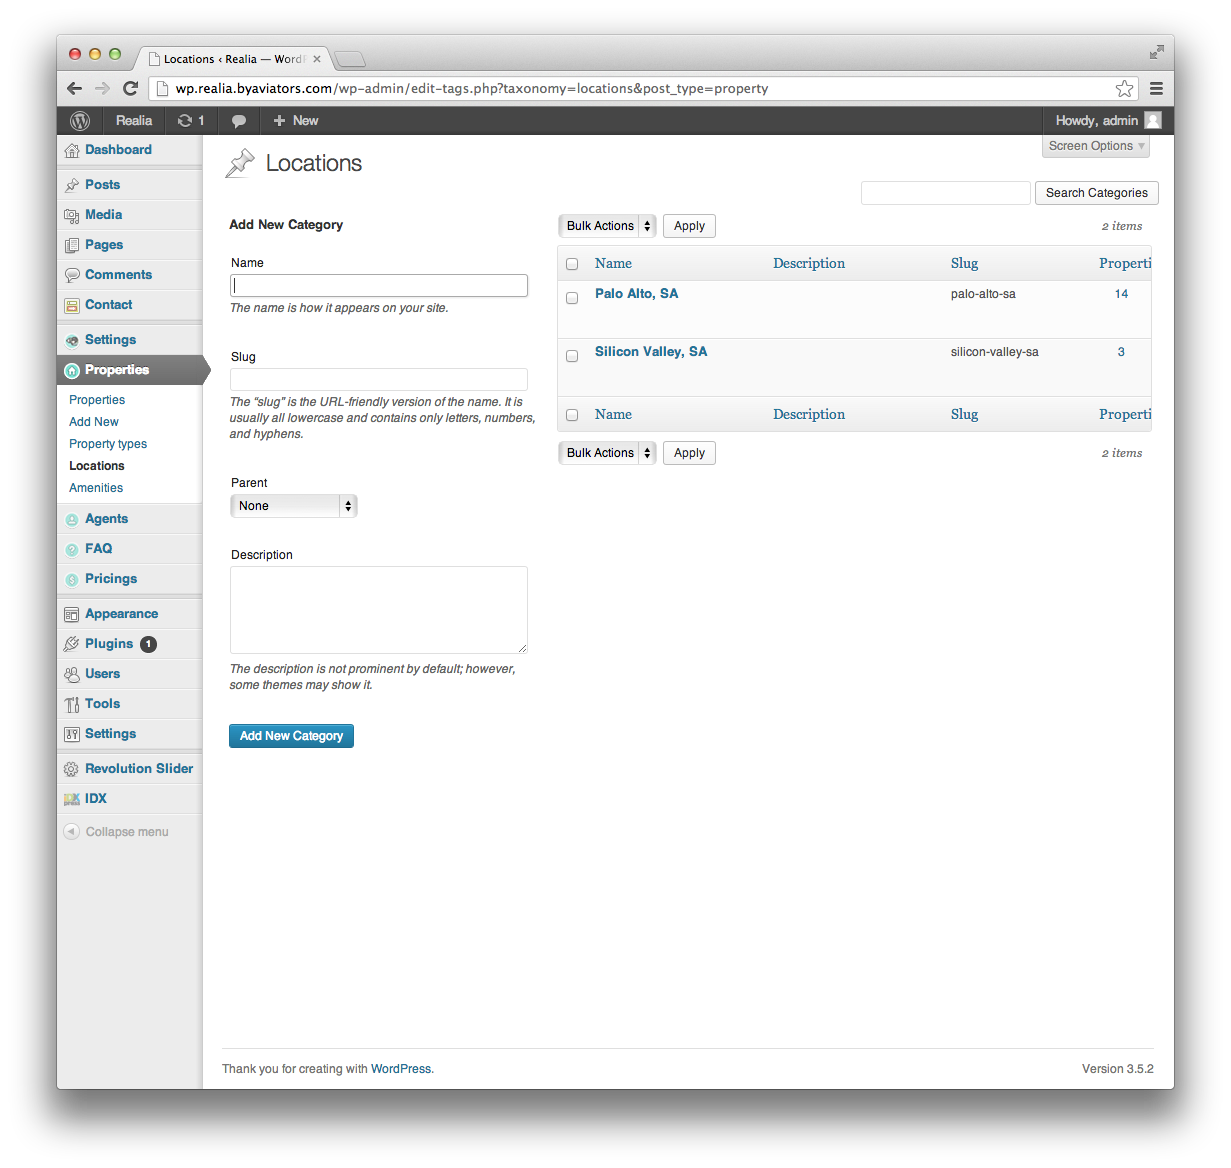 Locations ‹ Realia — WordP
wp.realia.byaviators.com/wp-admin/edit-tags.php?taxonomy=locations&post_type=property
Realia 1 + New Howdy, admin
Screen Options
Dashboard
Posts
Media
Pages
Comments
Contact
Settings
Properties
Properties
Add New
Property types
Locations
Amenities
Agents
FAQ
Pricings
Appearance
Plugins 1
Users
Tools
Settings
Revolution Slider
IDX
Collapse menu
Locations
Search Categories
Add New Category
Name
The name is how it appears on your site.
Slug
The “slug” is the URL-friendly version of the name. It is
usually all lowercase and contains only letters, numbers,
and hyphens.
Parent
None
Description
The description is not prominent by default; however,
some themes may show it.
Add New Category
Bulk Actions Apply 2 items
Name Description Slug Properti
Palo Alto, SA palo-alto-sa 14
Silicon Valley, SA silicon-valley-sa 3
Name Description Slug Properti
Bulk Actions Apply 2 items
Thank you for creating with WordPress. Version 3.5.2